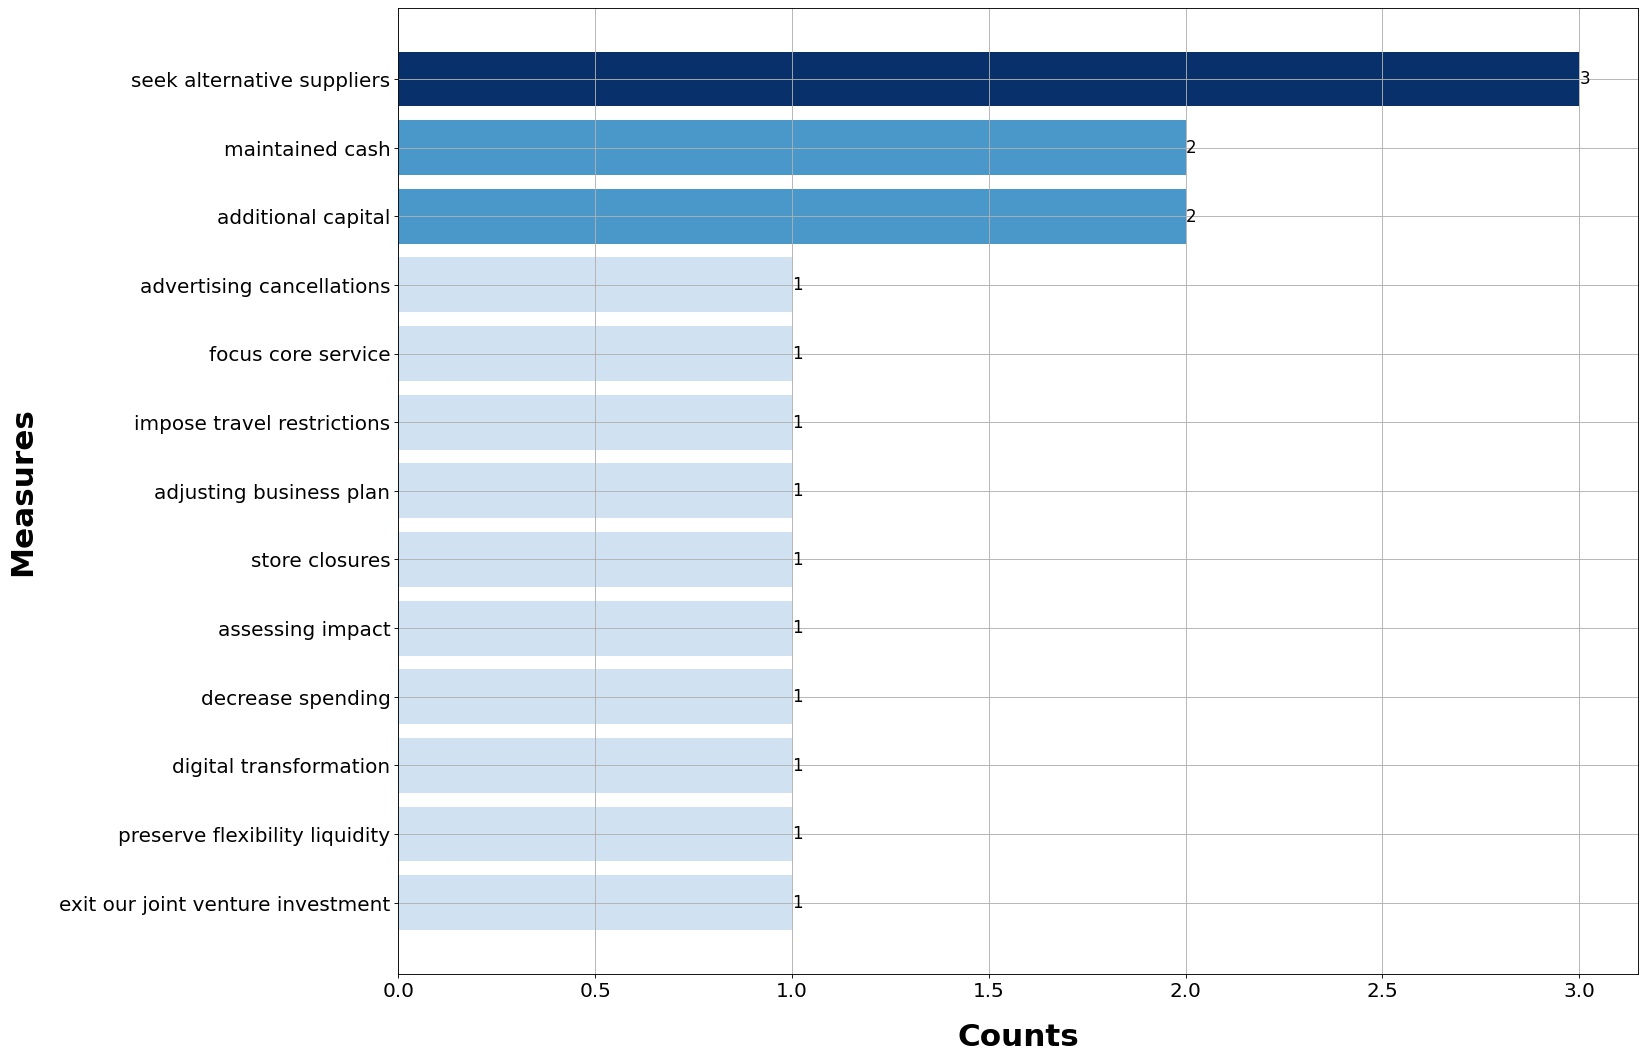 seek alternative suppliers 3
maintained cash 2
additional capital 2
advertising cancellations 1
focus core service 1
impose travel restrictions 1
adjusting business plan 1
store closures 1
assessing impact 1
decrease spending 1
digital transformation 1
preserve flexibility liquidity 1
exit our joint venture investment 1
Measures
0.0 0.5 1.0 1.5 2.0 2.5 3.0
Counts